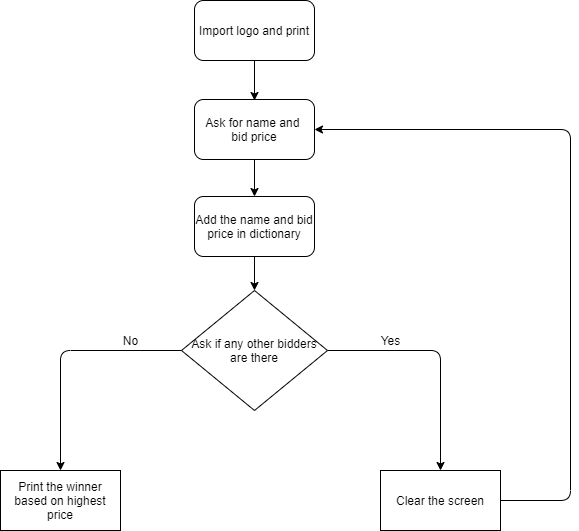 Import logo and print
Ask for name and
bid price
Add the name and bid
price in dictionary
Ask if any other bidders
are there
No
Yes
Print the winner
based on highest
price
Clear the screen